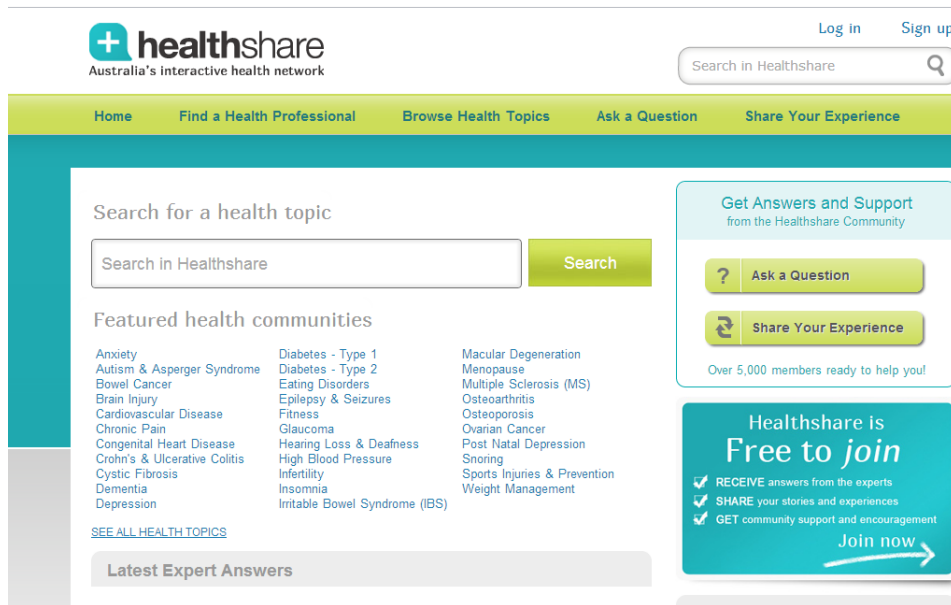 Log in Sign up
healthshare
Australia's interactive health network
Search in Healthshare
Home Find a Health Professional Browse Health Topics Ask a Question Share Your Experience
Search for a health topic
Search in Healthshare Search
Featured health communities
Anxiety
Autism & Asperger Syndrome
Bowel Cancer
Brain Injury
Cardiovascular Disease
Chronic Pain
Congenital Heart Disease
Crohn's & Ulcerative Colitis
Cystic Fibrosis
Dementia
Depression
Diabetes - Type 1
Diabetes - Type 2
Eating Disorders
Epilepsy & Seizures
Fitness
Glaucoma
Hearing Loss & Deafness
High Blood Pressure
Infertility
Insomnia
Irritable Bowel Syndrome (IBS)
Macular Degeneration
Menopause
Multiple Sclerosis (MS)
Osteoarthritis
Osteoporosis
Ovarian Cancer
Post Natal Depression
Snoring
Sports Injuries & Prevention
Weight Management
SEE ALL HEALTH TOPICS
Latest Expert Answers
Get Answers and Support
from the Healthshare Community
? Ask a Question
Share Your Experience
Over 5,000 members ready to help you!
Healthshare is
Free to join
RECEIVE answers from the experts
SHARE your stories and experiences
GET community support and encouragement
Join now